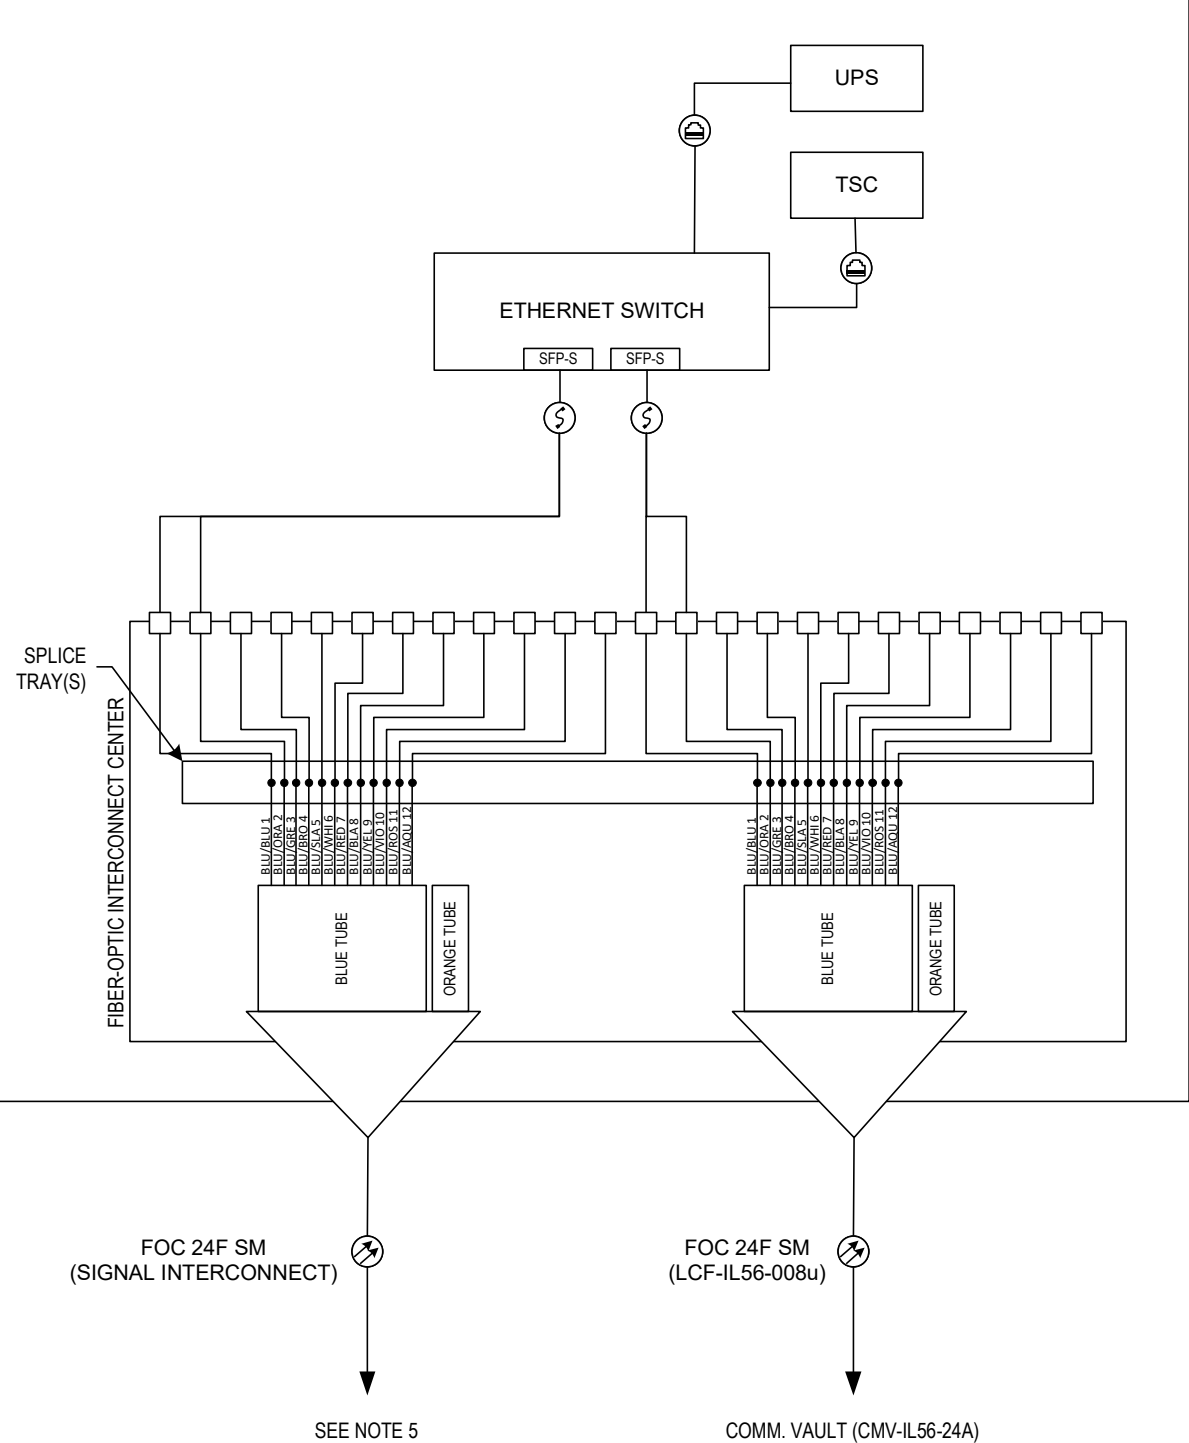 UPS
TSC
ETHERNET SWITCH
SFP-S
SFP-S
SPLICE
TRAY(S)
FIBER-OPTIC INTERCONNECT CENTER
BLU/BLU 1
BLU/ORA 2
BLU/GRE 3
BLU/BRO 4
BLU/SLA 5
BLU/WHI 6
BLU/RED 7
BLU/BLA 8
BLU/YEL 9
BLU/VIO 10
BLU/ROS 11
BLU/AQU 12
BLU/BLU 1
BLU/ORA 2
BLU/GRE 3
BLU/BRO 4
BLU/SLA 5
BLU/WHI 6
BLU/RED 7
BLU/BLA 8
BLU/YEL 9
BLU/VIO 10
BLU/ROS 11
BLU/AQU 12
BLUE TUBE
ORANGE TUBE
BLUE TUBE
ORANGE TUBE
FOC 24F SM
(SIGNAL INTERCONNECT)
FOC 24F SM
(LCF-IL56-008u)
SEE NOTE 5
COMM. VAULT (CMV-IL56-24A)